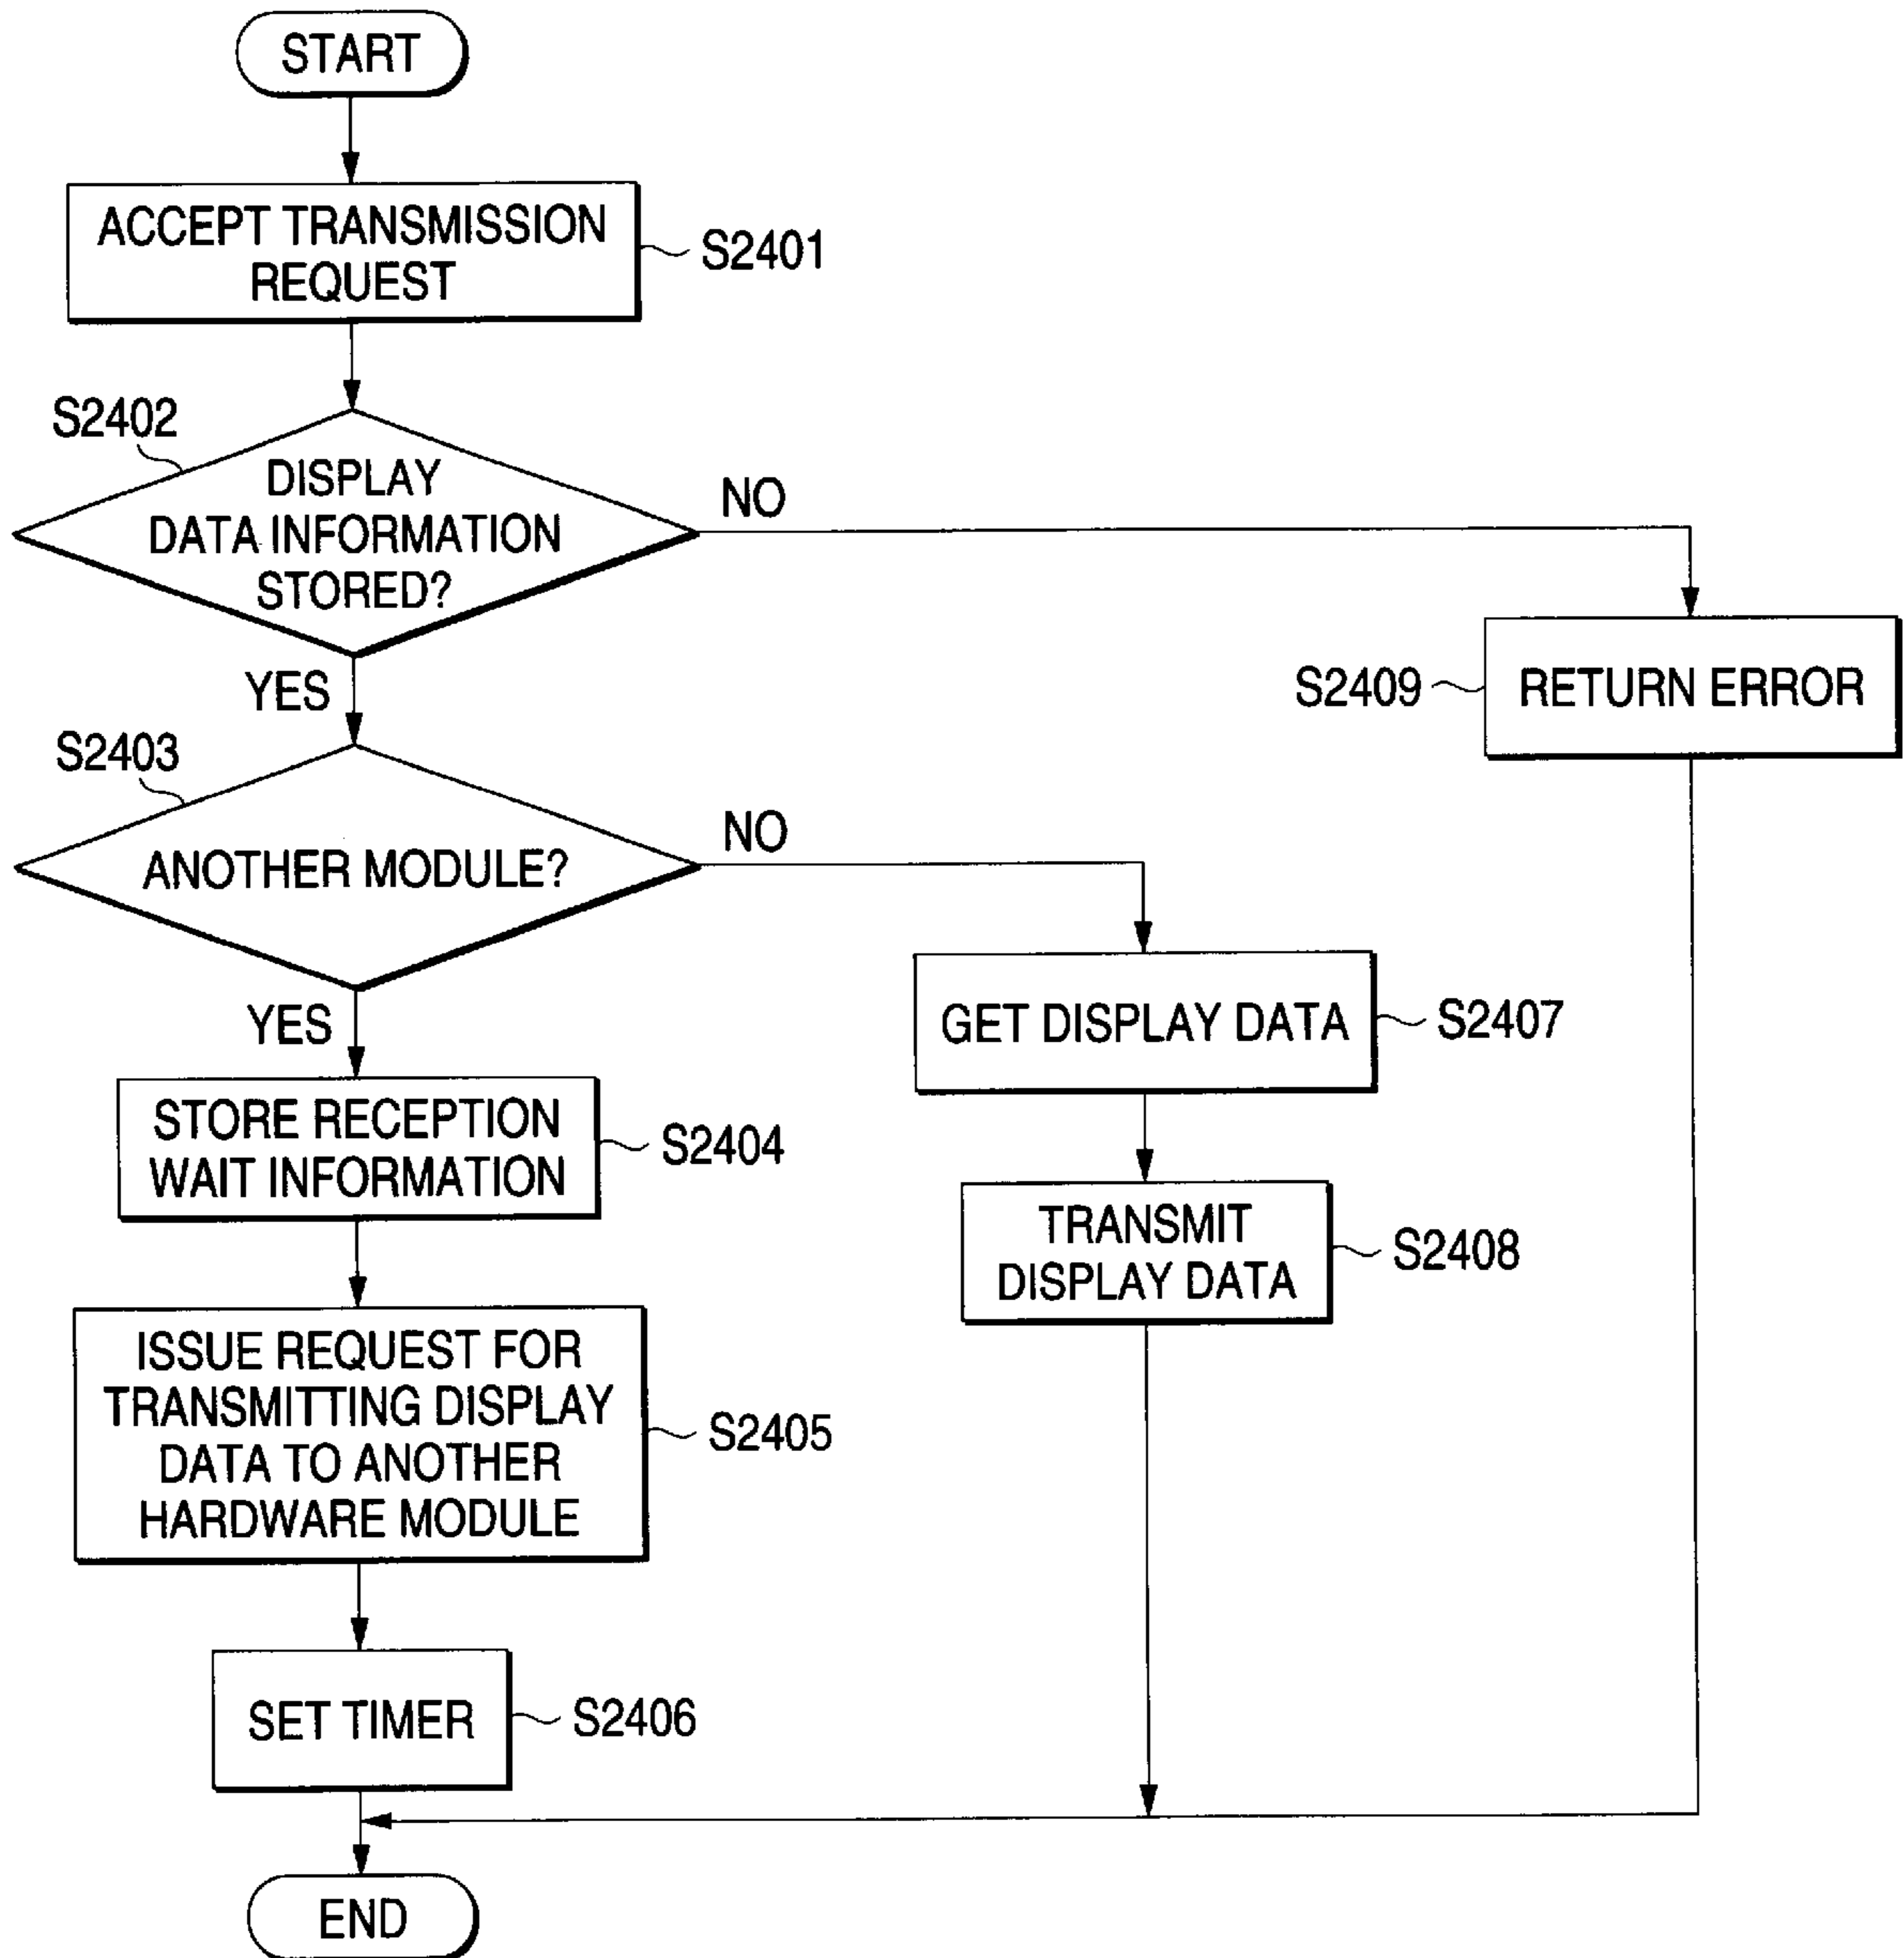 START
ACCEPT TRANSMISSION
REQUEST
S2401
S2402
DISPLAY
DATA INFORMATION
STORED?
NO
YES
S2409
RETURN ERROR
S2403
ANOTHER MODULE?
NO
YES
GET DISPLAY DATA
S2407
STORE RECEPTION
WAIT INFORMATION
S2404
TRANSMIT
DISPLAY DATA
S2408
ISSUE REQUEST FOR
TRANSMITTING DISPLAY
DATA TO ANOTHER
HARDWARE MODULE
S2405
SET TIMER
S2406
END